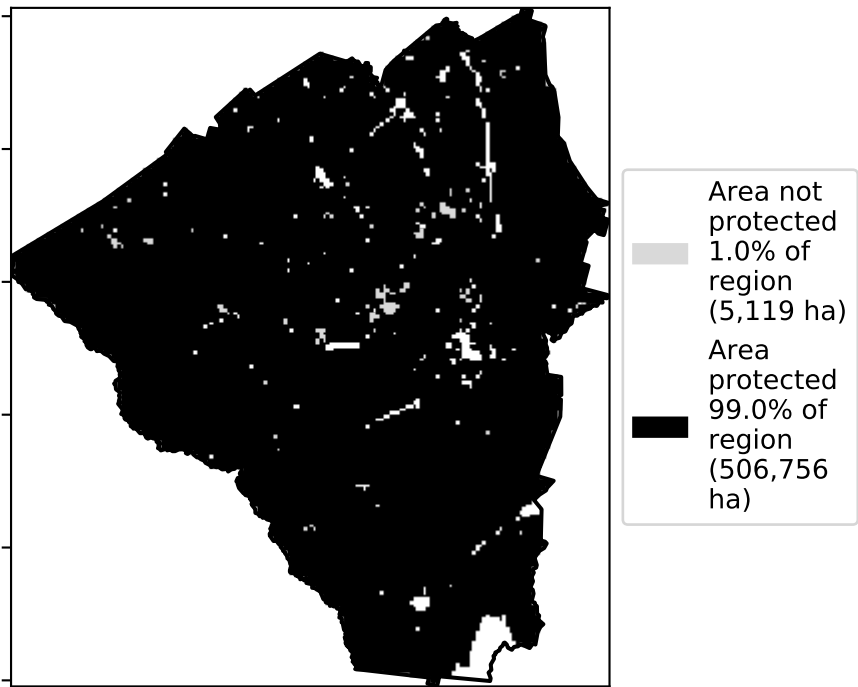 Area not
protected
1.0% of
region
(5,119 ha)
Area
protected
99.0% of
region
(506,756
ha)